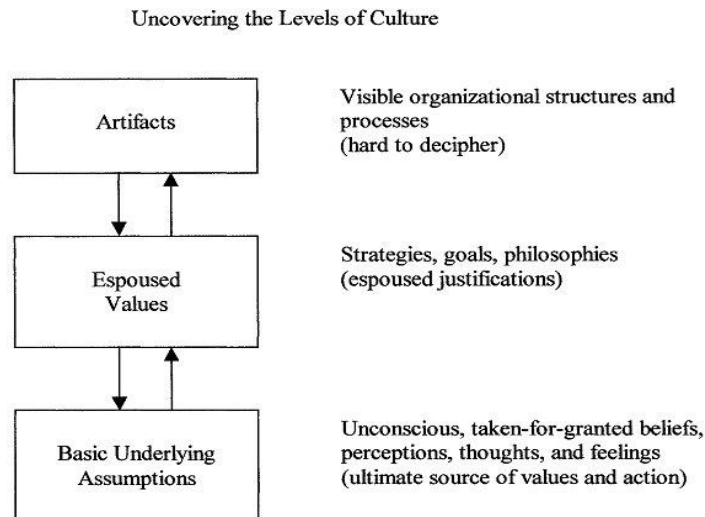 Uncovering the Levels of Culture
Artifacts
Visible organizational structures and
processes
(hard to decipher)
Espoused
Values
Strategies, goals, philosophies
(espoused justifications)
Basic Underlying
Assumptions
Unconscious, taken-for-granted beliefs,
perceptions, thoughts, and feelings
(ultimate source of values and action)